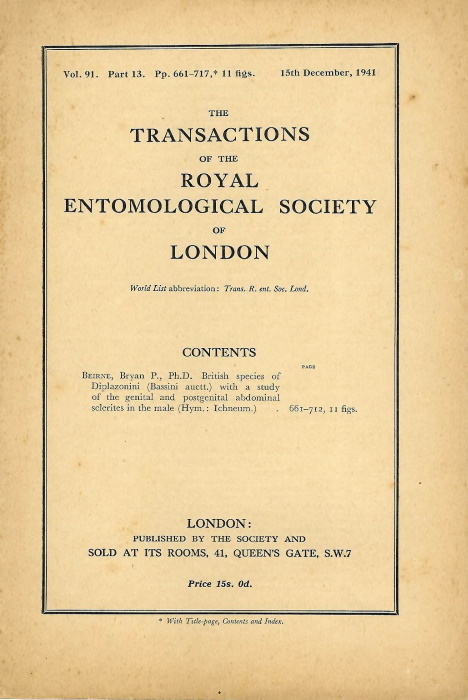 Vol. 91. Part 13. Pp. 661–717,* 11 figs. 15th December, 1941
THE
TRANSACTIONS
OF THE
ROYAL
ENTOMOLOGICAL SOCIETY
OF
LONDON
World List abbreviation: Trans. R. ent. Soc. Lond.
CONTENTS
PAGE
BEIRNE, Bryan P., Ph.D. British species of
Diplazonini (Bassini auctt.) with a study
of the genital and postgenital abdominal
sclerites in the male (Hym.: Ichneum.) . 661–712, 11 figs.
LONDON:
PUBLISHED BY THE SOCIETY AND
SOLD AT ITS ROOMS, 41, QUEEN'S GATE, S.W.7
Price 15s. 0d.
* With Title-page, Contents and Index.